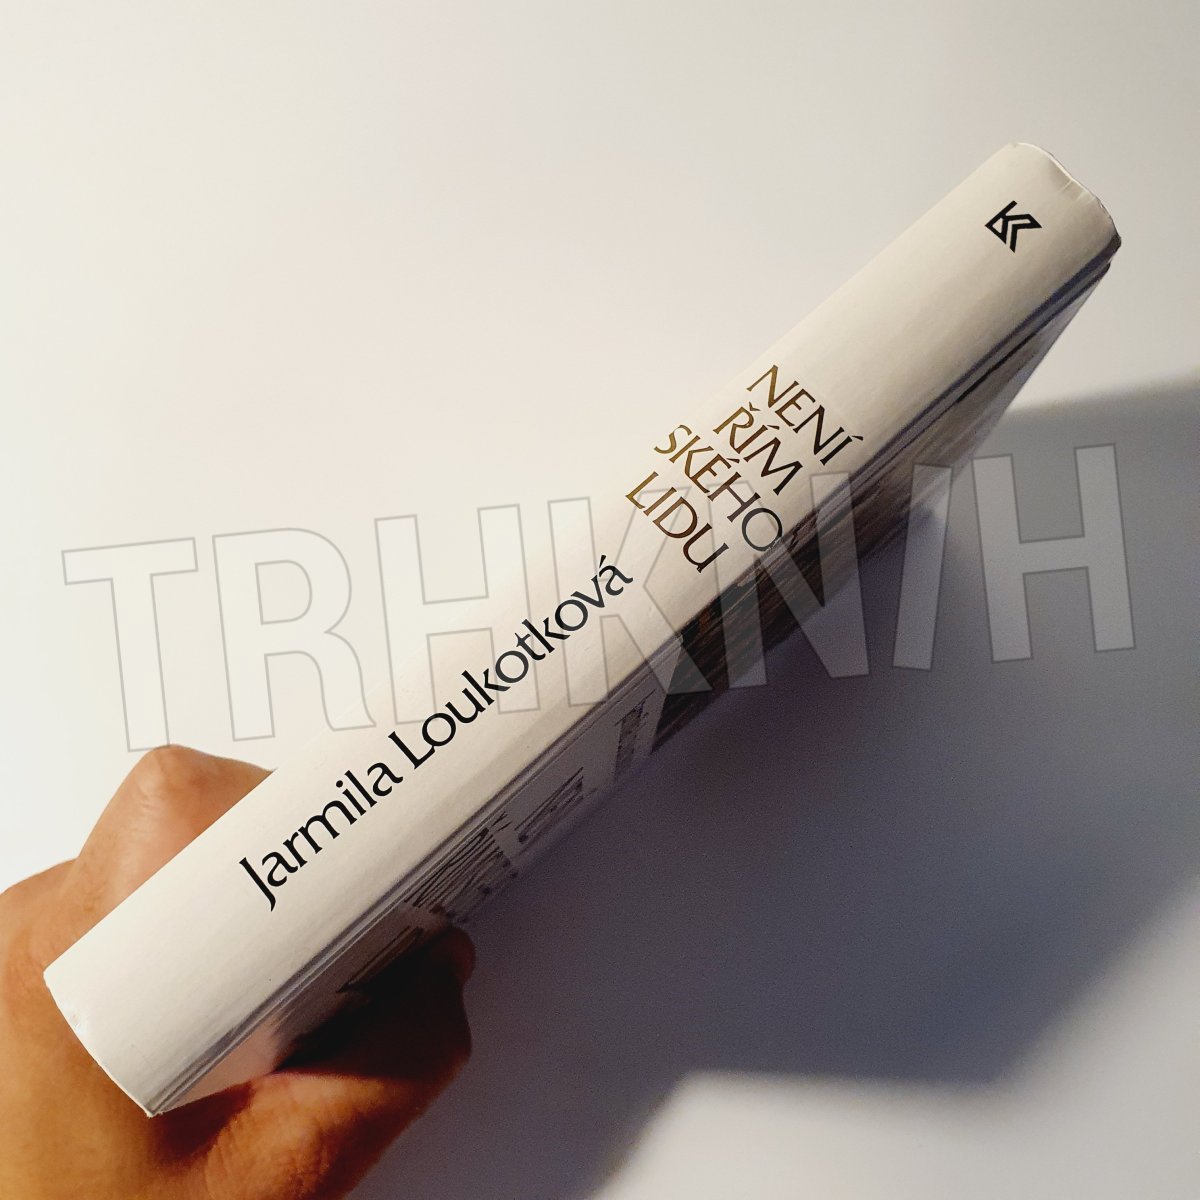 Jarmila Loukotková
NENÍ
ŘÍM
SKÉHO
LIDU
TRHKNIH